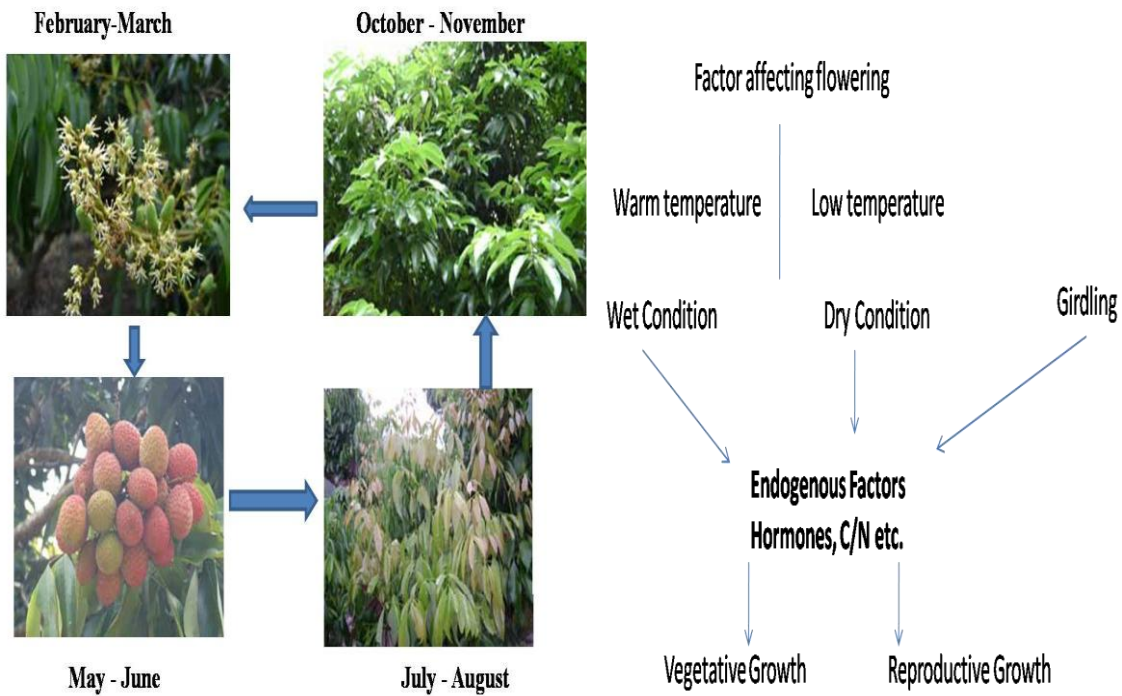 February-March
October - November
May - June
July - August
Factor affecting flowering
Warm temperature
Low temperature
Wet Condition
Dry Condition
Girdling
Endogenous Factors
Hormones, C/N etc.
Vegetative Growth
Reproductive Growth